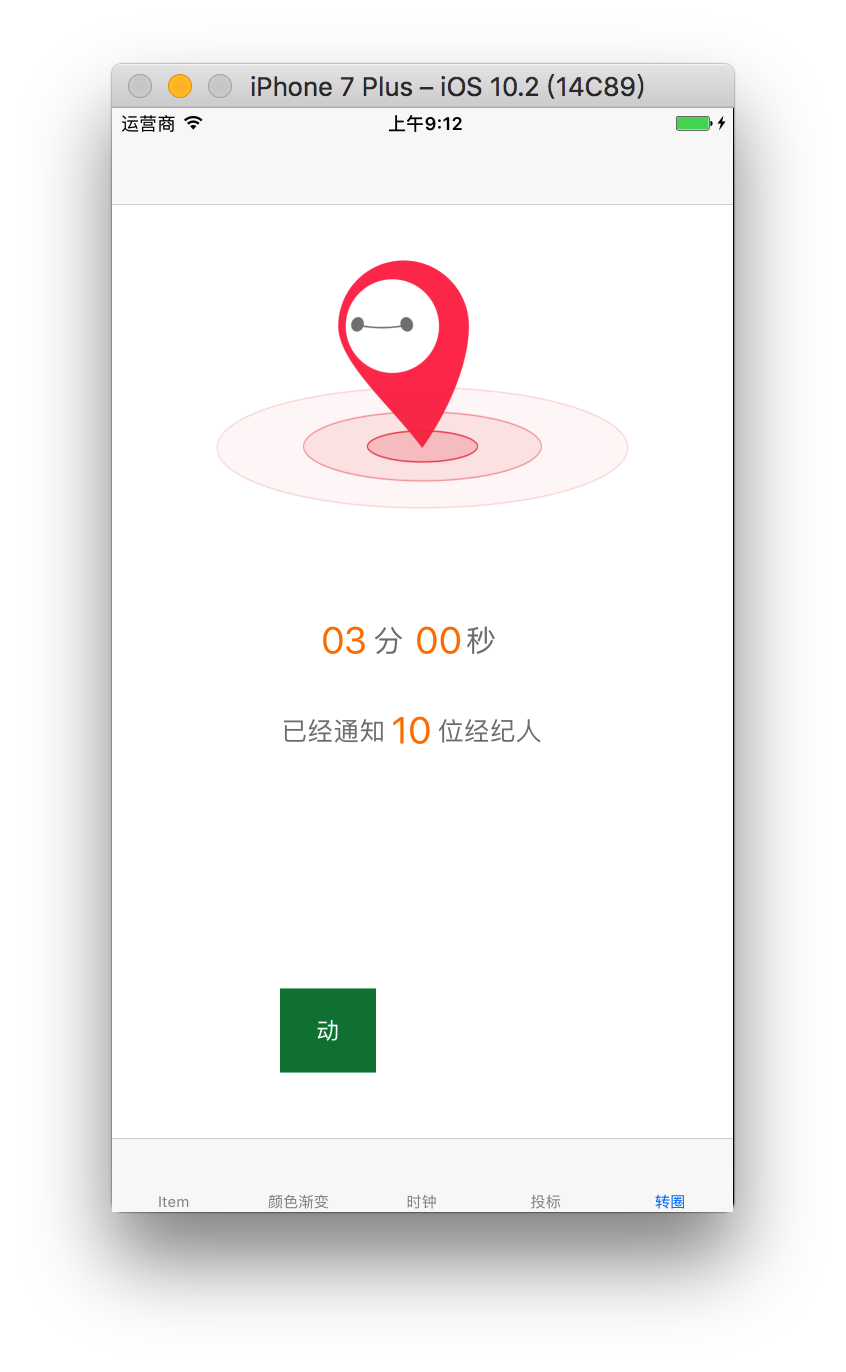 iPhone 7 Plus – iOS 10.2 (14C89)
运营商 上午9:12
03 分 00 秒
已经通知 10 位经纪人
动
Item 颜色渐变 时钟 投标 转圈